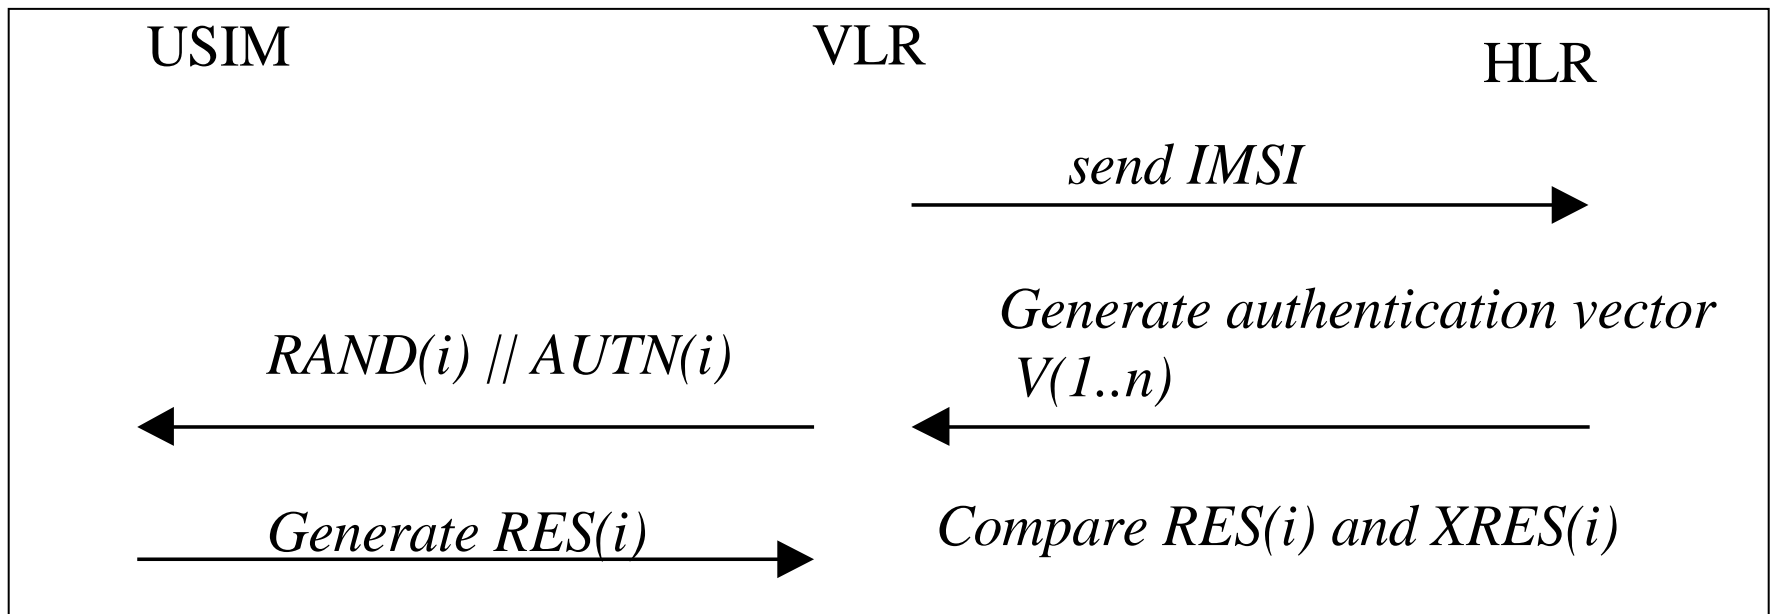 USIM
VLR
HLR
send IMSI
Generate authentication vector
V(1..n)
RAND(i) // AUTN(i)
Generate RES(i)
Compare RES(i) and XRES(i)